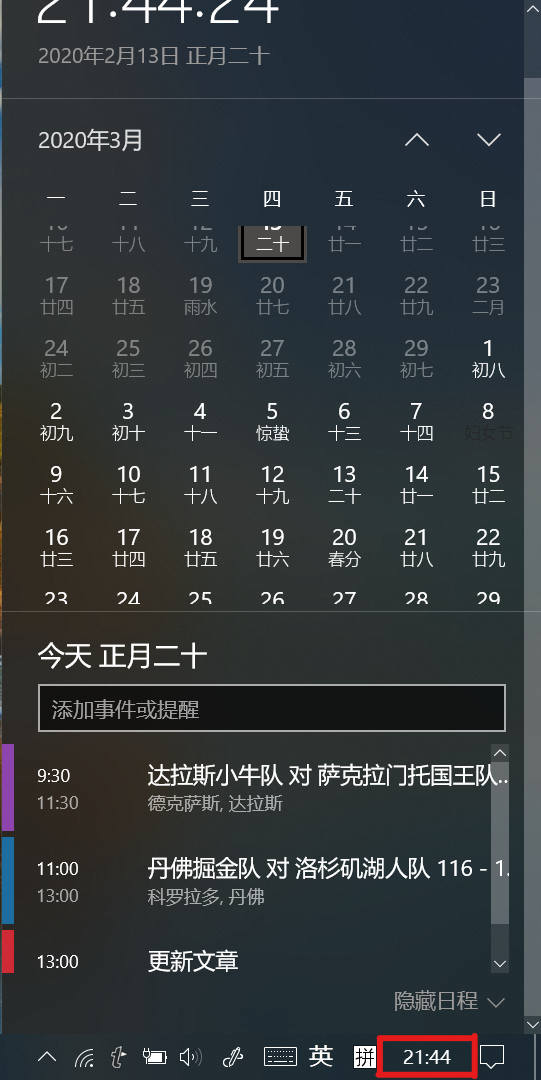 21:44:24
2020年2月13日 正月二十
2020年3月
一 二 三 四 五 六 日
10 11 12 13 14 15 16
十七 十八 十九 二十 廿一 廿二 廿三
17 18 19 20 21 22 23
廿四 廿五 雨水 廿七 廿八 廿九 二月
24 25 26 27 28 29 1
初二 初三 初四 初五 初六 初七 初八
2 3 4 5 6 7 8
初九 初十 十一 惊蛰 十三 十四 妇女节
9 10 11 12 13 14 15
十六 十七 十八 十九 二十 廿一 廿二
16 17 18 19 20 21 22
廿三 廿四 廿五 廿六 春分 廿八 廿九
23 24 25 26 27 28 29
今天 正月二十
添加事件或提醒
9:30 达拉斯小牛队 对 萨克拉门托国王队...
11:30 德克萨斯, 达拉斯
11:00 丹佛掘金队 对 洛杉矶湖人队 116 - 1
13:00 科罗拉多, 丹佛
13:00 更新文章
隐藏日程
英 拼 21:44